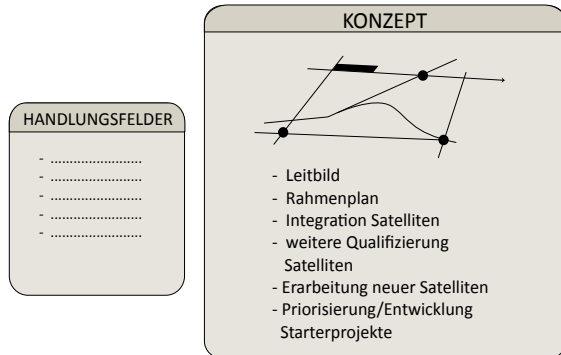 HANDLUNGSFELDER
- .......................
- .......................
- .......................
- .......................
- .......................
KONZEPT
- Leitbild
- Rahmenplan
- Integration Satelliten
- weitere Qualifizierung
Satelliten
- Erarbeitung neuer Satelliten
- Priorisierung/Entwicklung
Starterprojekte